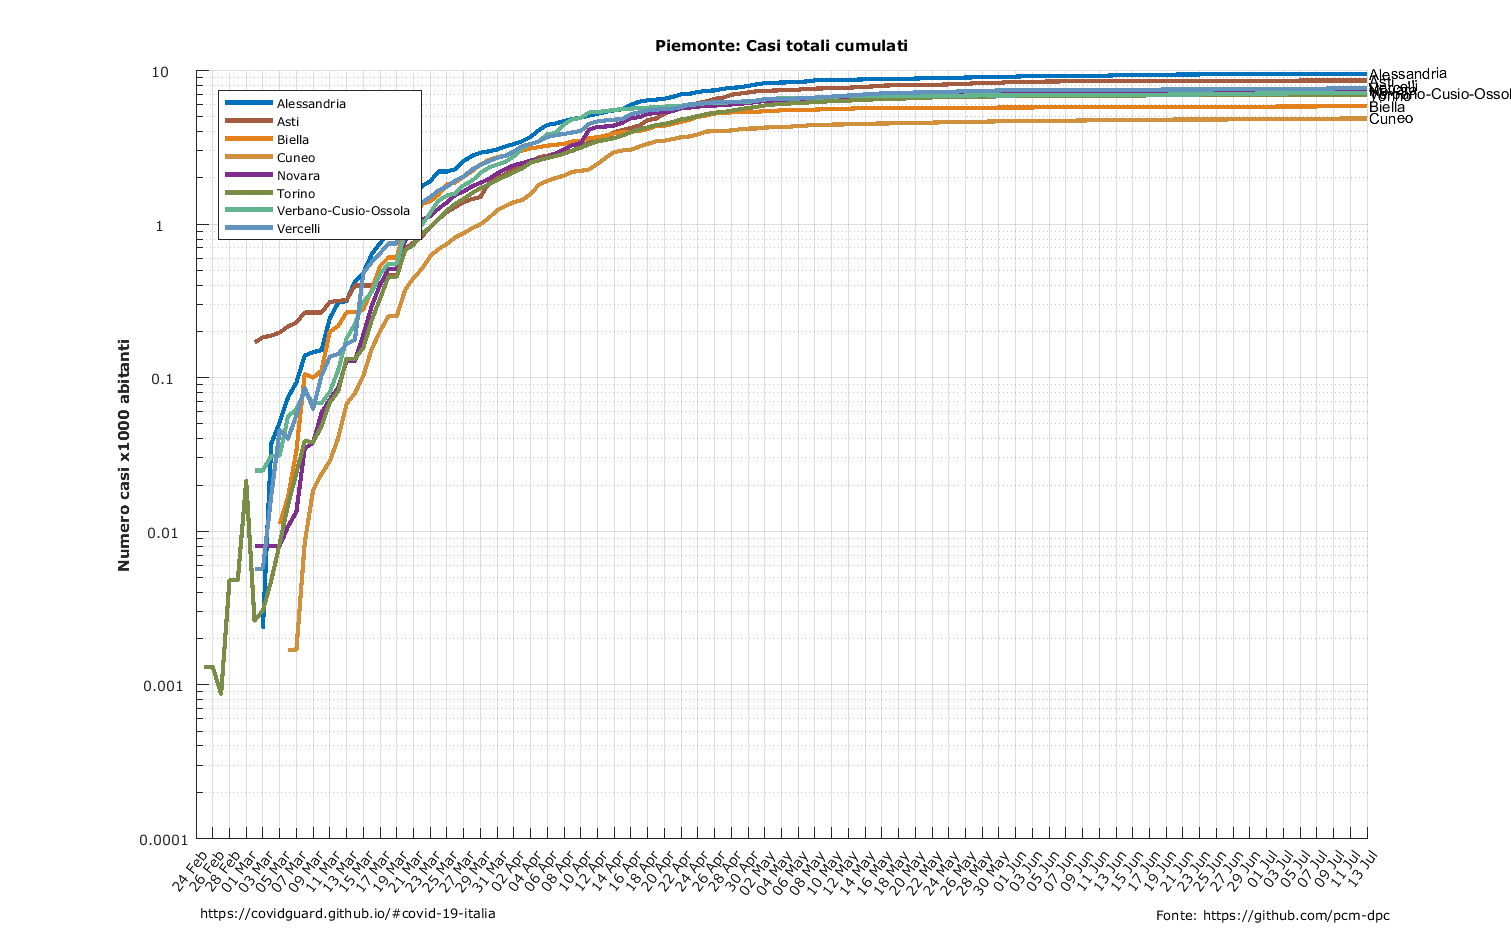 Piemonte: Casi totali cumulati
Numero casi x1000 abitanti
10
1
0.1
0.01
0.001
0.0001
Alessandria
Asti
Biella
Cuneo
Novara
Torino
Verbano-Cusio-Ossola
Vercelli
Alessandria
Asti
Vercelli
Verbano-Cusio-Ossol
Torino
Biella
Cuneo
24 Feb
26 Feb
28 Feb
01 Mar
03 Mar
05 Mar
07 Mar
09 Mar
11 Mar
13 Mar
15 Mar
17 Mar
19 Mar
21 Mar
23 Mar
25 Mar
27 Mar
29 Mar
31 Mar
02 Apr
04 Apr
06 Apr
08 Apr
10 Apr
12 Apr
14 Apr
16 Apr
18 Apr
20 Apr
22 Apr
24 Apr
26 Apr
28 Apr
30 Apr
02 May
04 May
06 May
08 May
10 May
12 May
14 May
16 May
18 May
20 May
22 May
24 May
26 May
28 May
30 May
01 Jun
03 Jun
05 Jun
07 Jun
09 Jun
11 Jun
13 Jun
15 Jun
17 Jun
19 Jun
21 Jun
23 Jun
25 Jun
27 Jun
29 Jun
01 Jul
03 Jul
05 Jul
07 Jul
09 Jul
11 Jul
13 Jul
https://covidguard.github.io/#covid-19-italia
Fonte: https://github.com/pcm-dpc